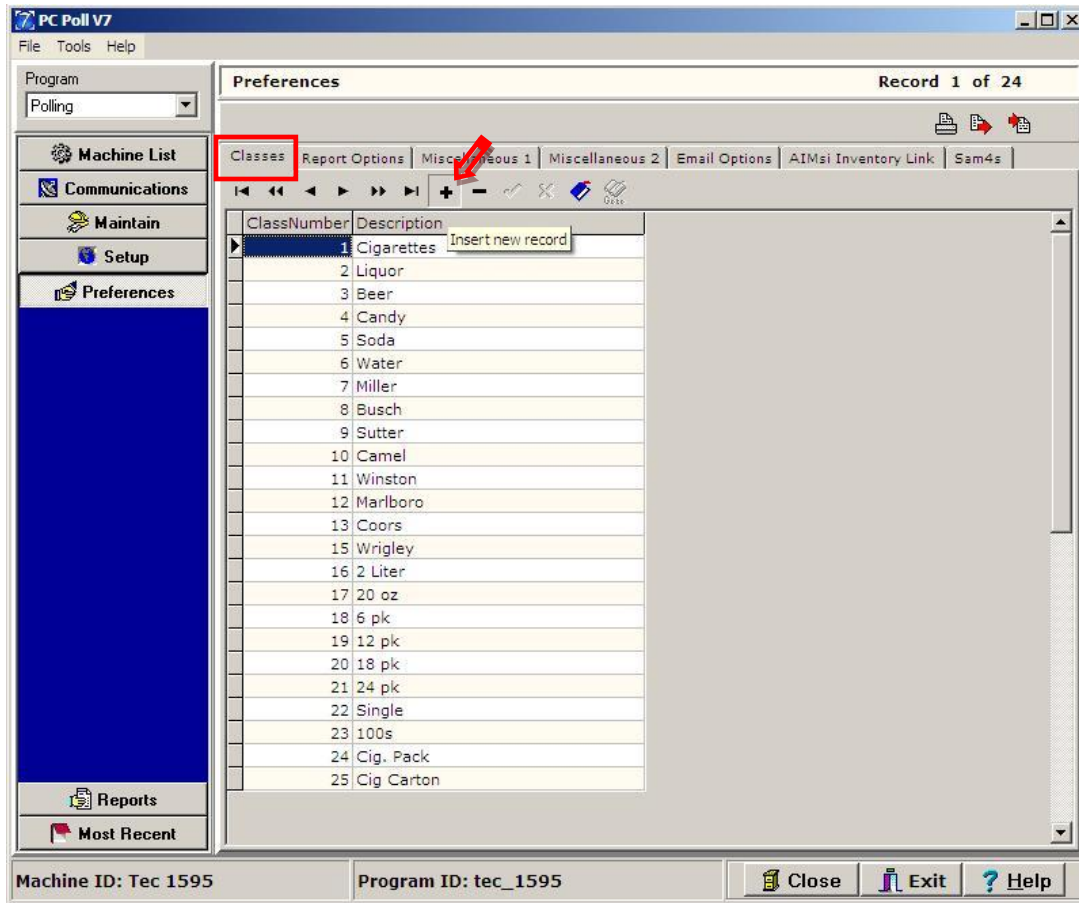 PC Poll V7
File Tools Help
Program
Polling
Machine List
Communications
Maintain
Setup
Preferences
Reports
Most Recent
Preferences Record 1 of 24
Classes Report Options Miscellaneous 1 Miscellaneous 2 Email Options AIMsi Inventory Link Sam4s
Goto
ClassNumber Description
Insert new record
1 Cigarettes
2 Liquor
3 Beer
4 Candy
5 Soda
6 Water
7 Miller
8 Busch
9 Sutter
10 Camel
11 Winston
12 Marlboro
13 Coors
15 Wrigley
16 2 Liter
17 20 oz
18 6 pk
19 12 pk
20 18 pk
21 24 pk
22 Single
23 100s
24 Cig. Pack
25 Cig Carton
Machine ID: Tec 1595 Program ID: tec_1595 Close Exit Help